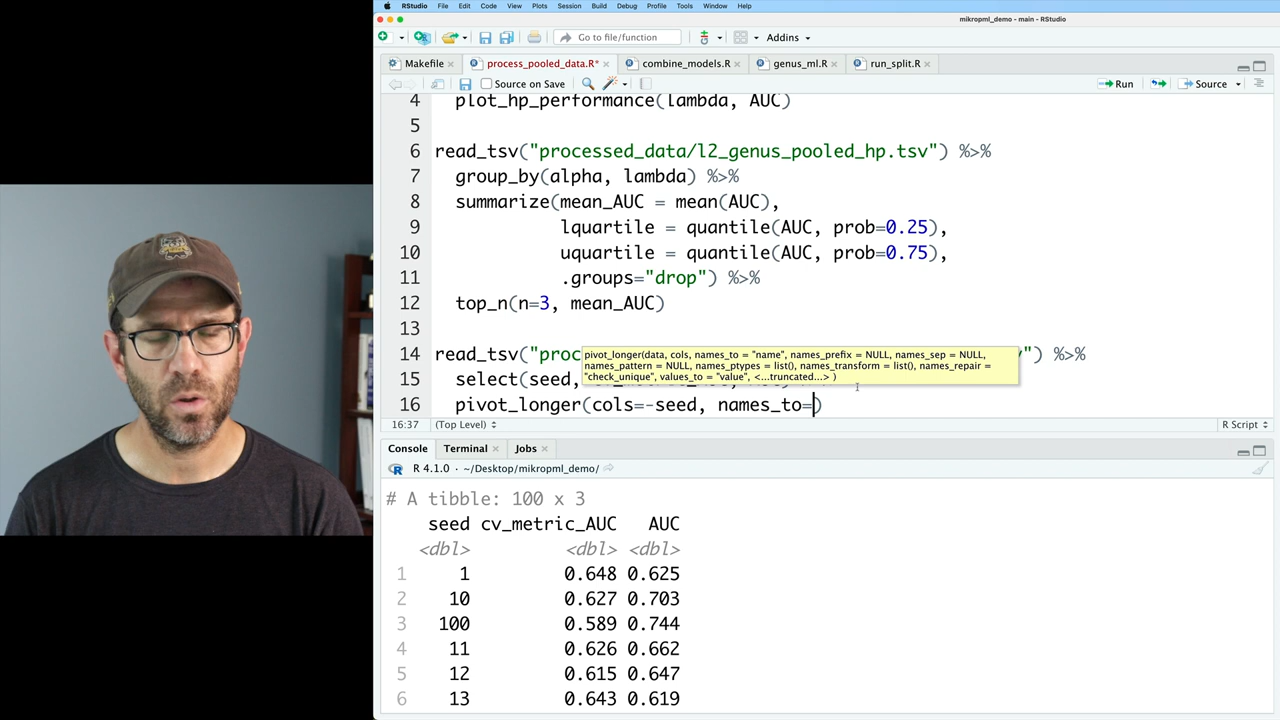 RStudio File Edit Code View Plots Session Build Debug Profile Tools Window Help
mikropml_demo - main - RStudio
Go to file/function Addins
Makefile process_pooled_data.R* combine_models.R genus_ml.R run_split.R
Source on Save Run Source
4 plot_hp_performance(lambda, AUC)
5
6 read_tsv("processed_data/l2_genus_pooled_hp.tsv") %>%
7 group_by(alpha, lambda) %>%
8 summarize(mean_AUC = mean(AUC),
9 lquartile = quantile(AUC, prob=0.25),
10 uquartile = quantile(AUC, prob=0.75),
11 .groups="drop") %>%
12 top_n(n=3, mean_AUC)
13
14 read_tsv("proc y") %>%
pivot_longer(data, cols, names_to = "name", names_prefix = NULL, names_sep = NULL,
names_pattern = NULL, names_ptypes = list(), names_transform = list(), names_repair =
"check_unique", values_to = "value", <...truncated...> )
15 select(seed,
16 pivot_longer(cols=-seed, names_to=)
16:37 (Top Level) R Script
Console Terminal Jobs
R 4.1.0 · ~/Desktop/mikropml_demo/
# A tibble: 100 x 3
seed cv_metric_AUC AUC
<dbl> <dbl> <dbl>
1 1 0.648 0.625
2 10 0.627 0.703
3 100 0.589 0.744
4 11 0.626 0.662
5 12 0.615 0.647
6 13 0.643 0.619